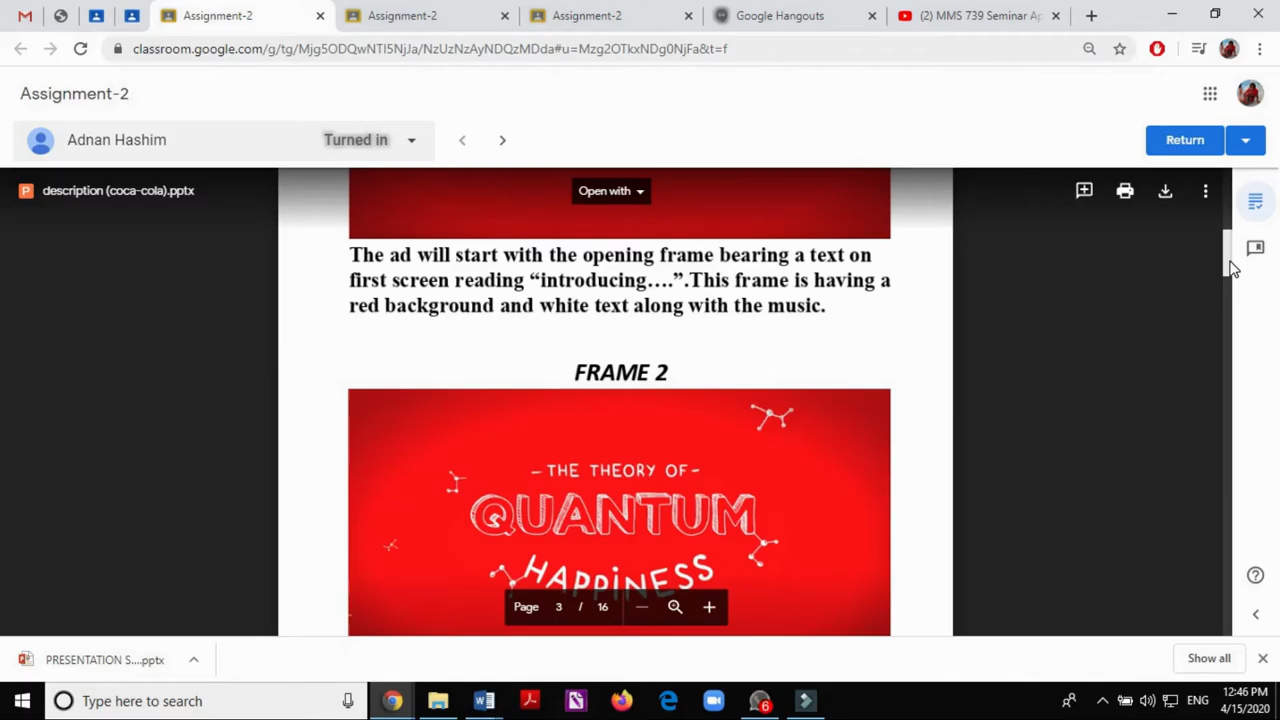 Assignment-2
Assignment-2
Assignment-2
Google Hangouts
(2) MMS 739 Seminar Ap
classroom.google.com/g/tg/Mjg5ODQwNTI5NjJa/NzUzNzAyNDQzMDda#u=Mzg2OTkxNDg0NjFa&t=f
Assignment-2
Adnan Hashim
Turned in
Return
description (coca-cola).pptx
Open with
The ad will start with the opening frame bearing a text on
first screen reading “introducing….”.This frame is having a
red background and white text along with the music.
FRAME 2
-THE THEORY OF-
QUANTUM
HAPPINESS
Page 3 / 16
PRESENTATION S....pptx
Show all
Type here to search
6
ENG
12:46 PM
4/15/2020